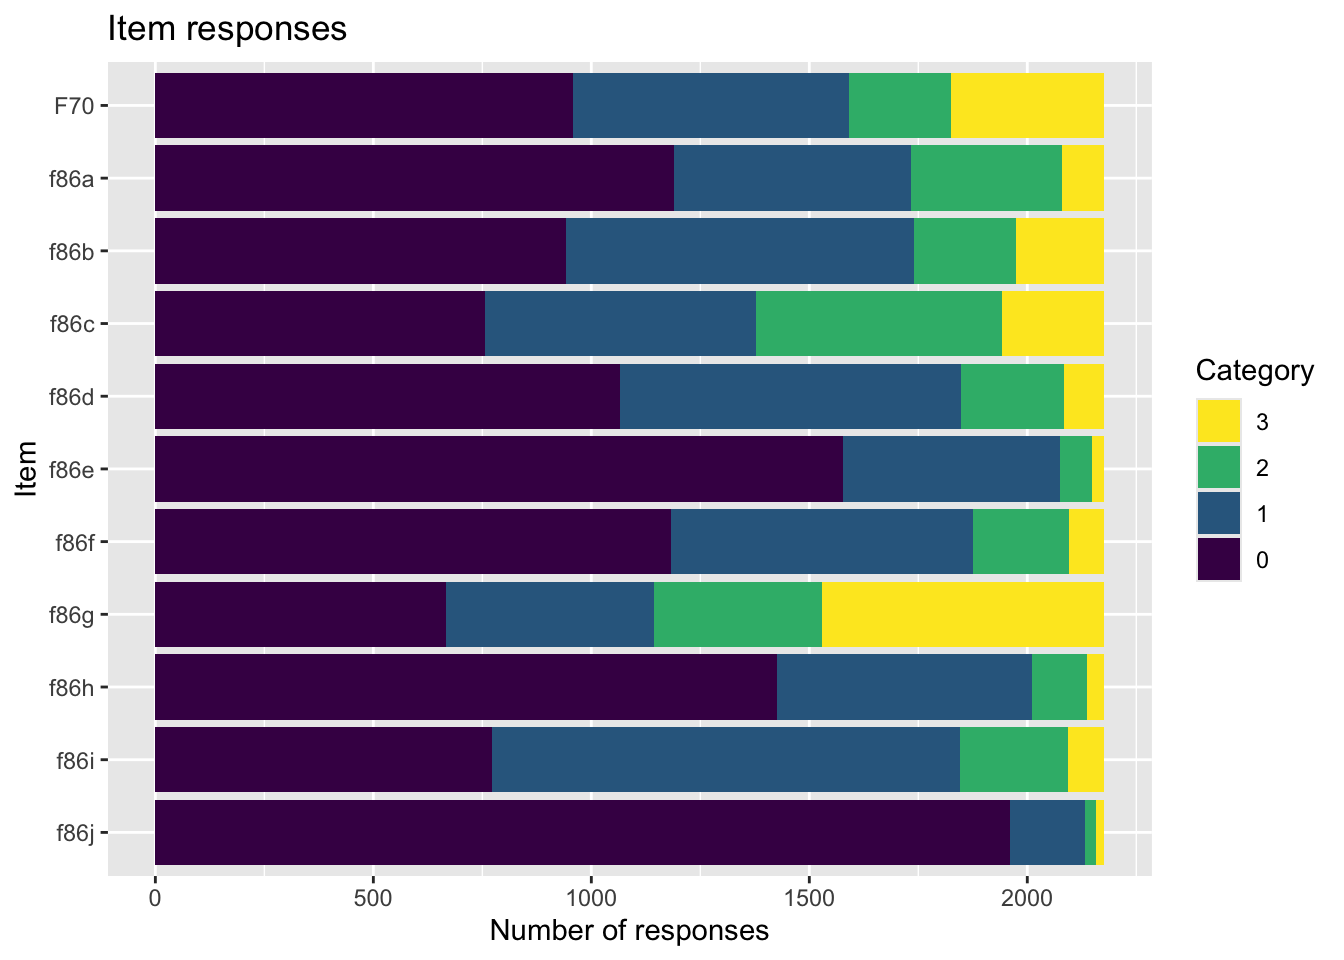 Item responses
F70
f86a
f86b
f86c
f86d
f86e
f86f
f86g
f86h
f86i
f86j
Item
0 500 1000 1500 2000
Number of responses
Category
3
2
1
0